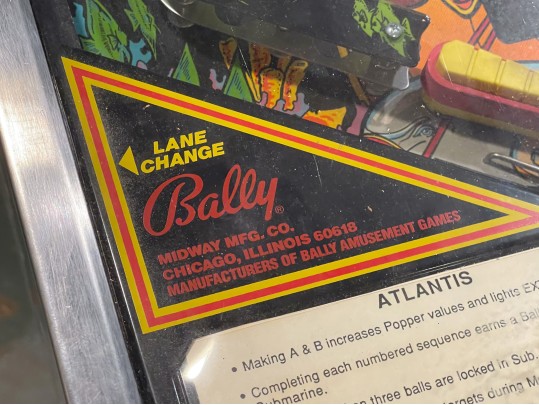 LANE
CHANGE
Bally®
MIDWAY MFG. CO.
CHICAGO, ILLINOIS 60618
MANUFACTURERS OF BALLY AMUSEMENT GAMES
ATLANTIS
• Making A & B increases Popper values and lights
• Completing each numbered sequence earns a
Submarine.
three balls are locked in Sub.
during